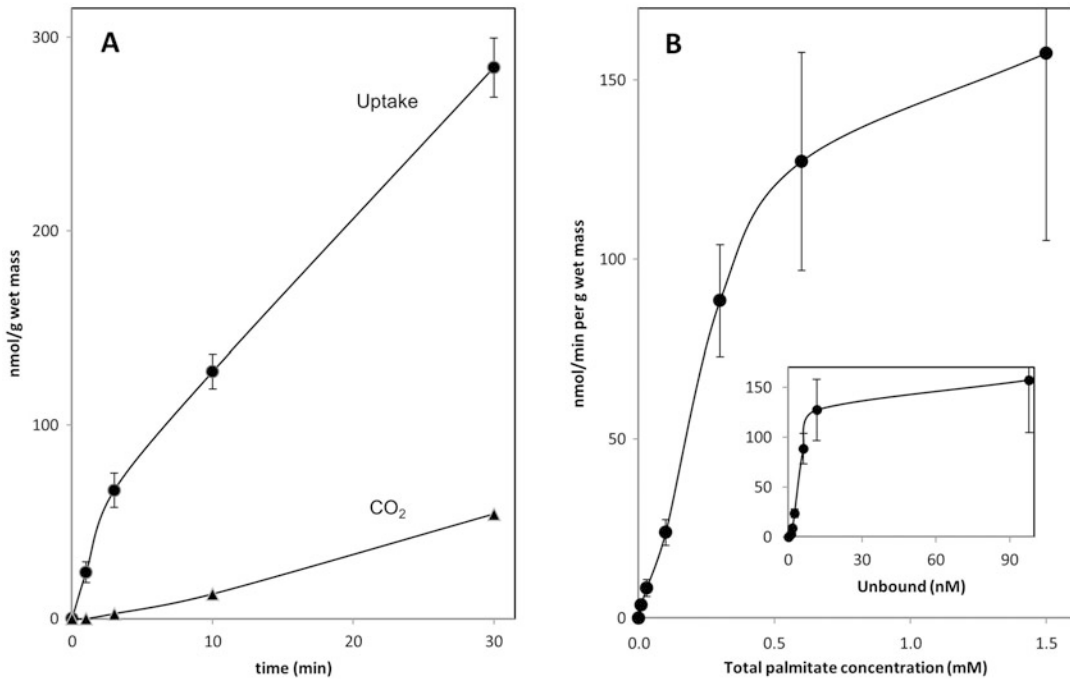 A
300
200
100
0
nmol/g wet mass
Uptake
CO₂
0
10
20
30
time (min)
B
150
100
50
0
nmol/min per g wet mass
0.0
0.5
1.0
1.5
Total palmitate concentration (mM)
150
100
50
0
0
30
60
90
Unbound (nM)